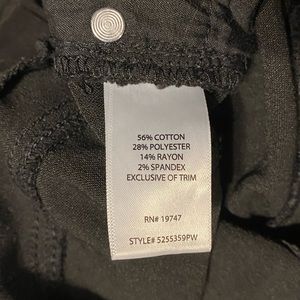 56% COTTON
28% POLYESTER
14% RAYON
2% SPANDEX
EXCLUSIVE OF TRIM
RN# 19747
STYLE# 5255359PW